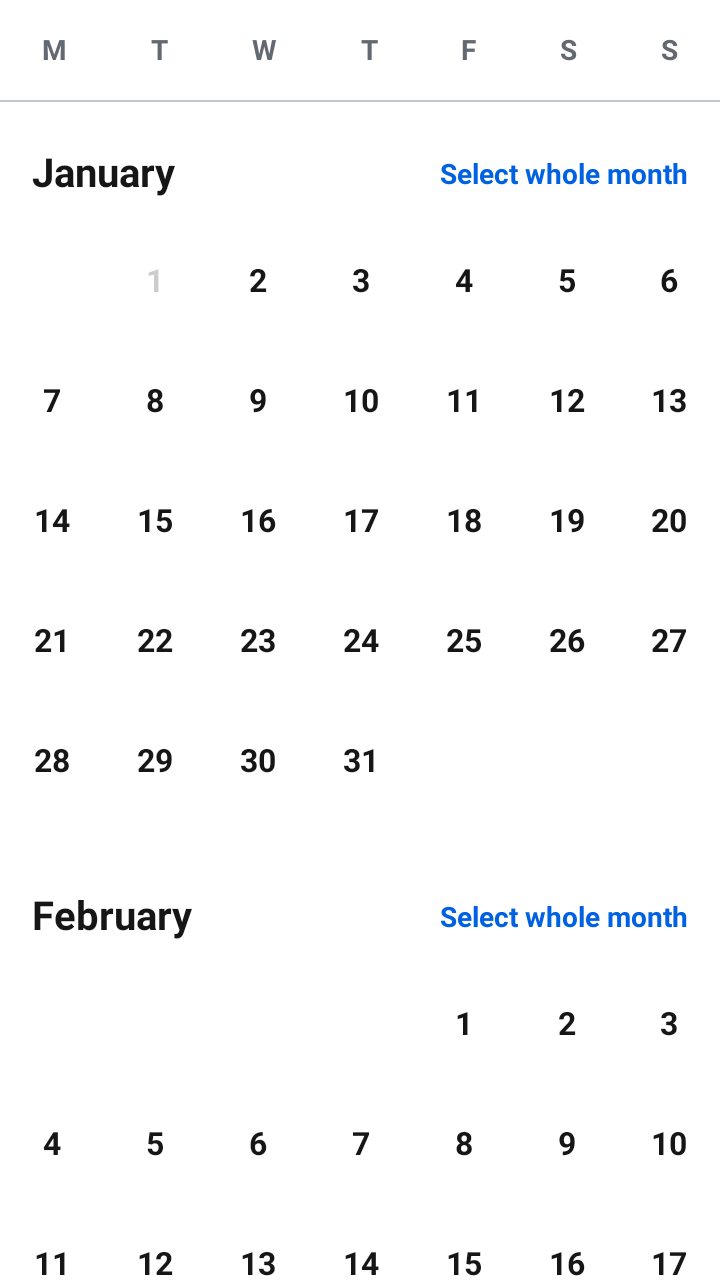 M T W T F S S
January Select whole month
1 2 3 4 5 6
7 8 9 10 11 12 13
14 15 16 17 18 19 20
21 22 23 24 25 26 27
28 29 30 31
February Select whole month
1 2 3
4 5 6 7 8 9 10
11 12 13 14 15 16 17